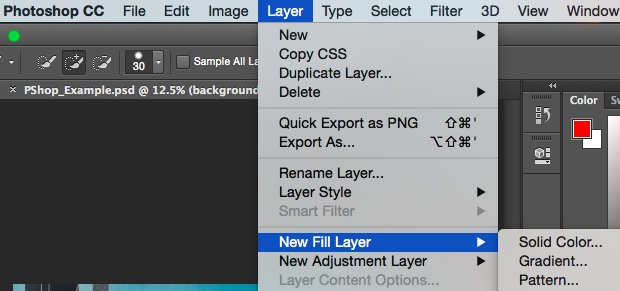 Photoshop CC File Edit Image Layer Type Select Filter 3D View Window
30 Sample All La
× PShop_Example.psd @ 12.5% (background
New
Copy CSS
Duplicate Layer...
Delete
Quick Export as PNG ⇧⌘'
Export As... ⌥⇧⌘'
Rename Layer...
Layer Style
Smart Filter
New Fill Layer
New Adjustment Layer
Layer Content Options...
Color Sw
Solid Color...
Gradient...
Pattern...